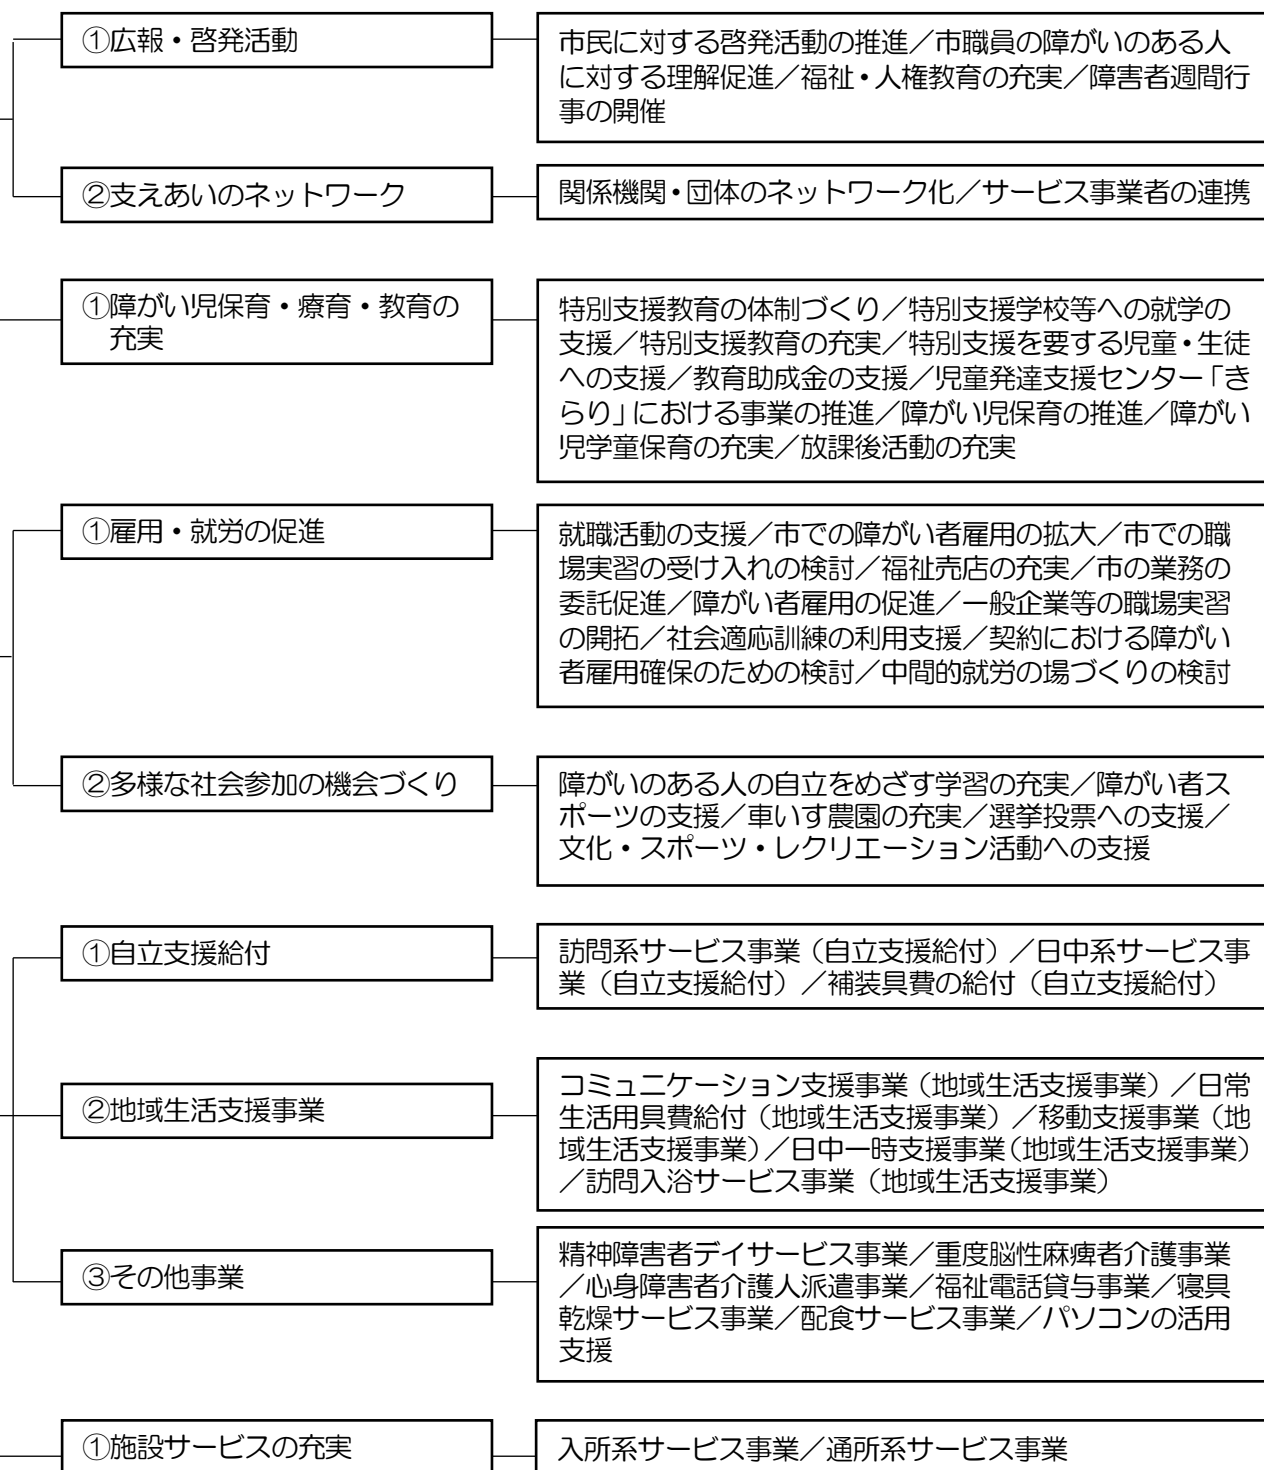 ①広報・啓発活動
市民に対する啓発活動の推進／市職員の障がいのある人
に対する理解促進／福祉・人権教育の充実／障害者週間行
事の開催
②支えあいのネットワーク
関係機関・団体のネットワーク化／サービス事業者の連携
①障がい児保育・療育・教育の
充実
特別支援教育の体制づくり／特別支援学校等への就学の
支援／特別支援教育の充実／特別支援を要する児童・生徒
への支援／教育助成金の支援／児童発達支援センター「き
らり」における事業の推進／障がい児保育の推進／障がい
児学童保育の充実／放課後活動の充実
①雇用・就労の促進
就職活動の支援／市での障がい者雇用の拡大／市での職
場実習の受け入れの検討／福祉売店の充実／市の業務の
委託促進／障がい者雇用の促進／一般企業等の職場実習
の開拓／社会適応訓練の利用支援／契約における障がい
者雇用確保のための検討／中間的就労の場づくりの検討
②多様な社会参加の機会づくり
障がいのある人の自立をめざす学習の充実／障がい者ス
ポーツの支援／車いす農園の充実／選挙投票への支援／
文化・スポーツ・レクリエーション活動への支援
①自立支援給付
訪問系サービス事業（自立支援給付）／日中系サービス事
業（自立支援給付）／補装具費の給付（自立支援給付）
②地域生活支援事業
コミュニケーション支援事業（地域生活支援事業）／日常
生活用具費給付（地域生活支援事業）／移動支援事業（地
域生活支援事業）／日中一時支援事業（地域生活支援事業）
／訪問入浴サービス事業（地域生活支援事業）
③その他事業
精神障害者デイサービス事業／重度脳性麻痺者介護事業
／心身障害者介護人派遣事業／福祉電話貸与事業／寝具
乾燥サービス事業／配食サービス事業／パソコンの活用
支援
①施設サービスの充実
入所系サービス事業／通所系サービス事業